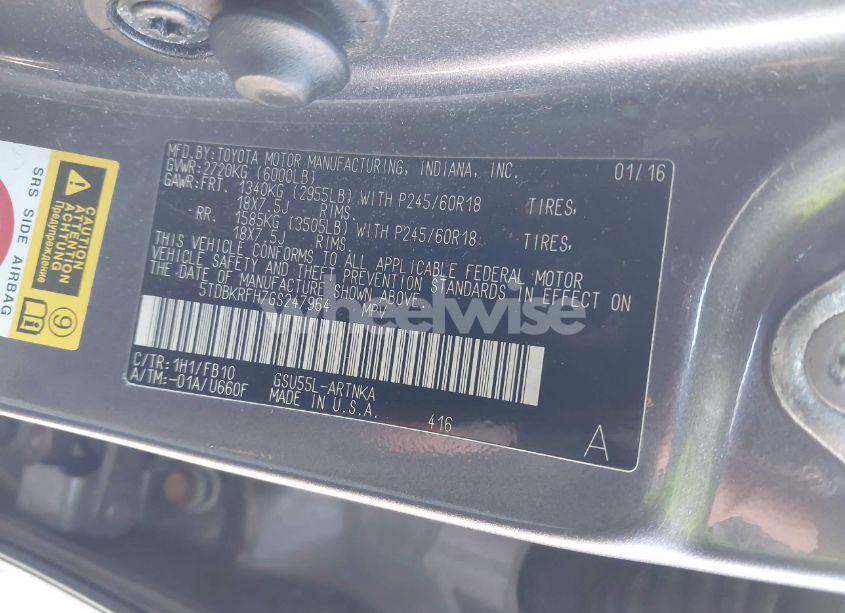 MFD.BY:TOYOTA MOTOR MANUFACTURING, INDIANA, INC. 01/16
GVWR:2720KG (6000LB)
GAWR:FRT. 1340KG (2955LB) WITH P245/60R18 TIRES,
18X7.5J RIMS.
RR. 1585KG (3505LB) WITH P245/60R18 TIRES,
18X7.5J RIMS.
THIS VEHICLE CONFORMS TO ALL APPLICABLE FEDERAL MOTOR
VEHICLE SAFETY AND THEFT PREVENTION STANDARDS IN EFFECT ON
THE DATE OF MANUFACTURE SHOWN ABOVE.
5TDBKRFH7GS247964 MPV
C/TR:1H1/FB10 GSU55L-ARTNKA
A/TM:-01A/U660F MADE IN U.S.A.
416
A
SRS SIDE AIRBAG
CAUTION
ATTENTION
ACHTUNG
Предупреждение
9
wheelwise